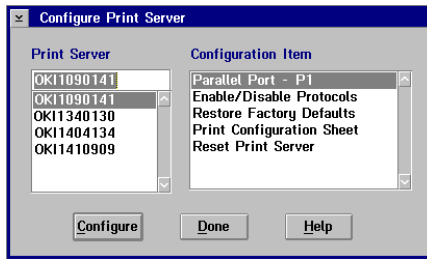 Configure Print Server
Print Server
OKI1090141
OKI1090141
OKI1340130
OKI1404134
OKI1410909
Configuration Item
Parallel Port - P1
Enable/Disable Protocols
Restore Factory Defaults
Print Configuration Sheet
Reset Print Server
Configure
Done
Help